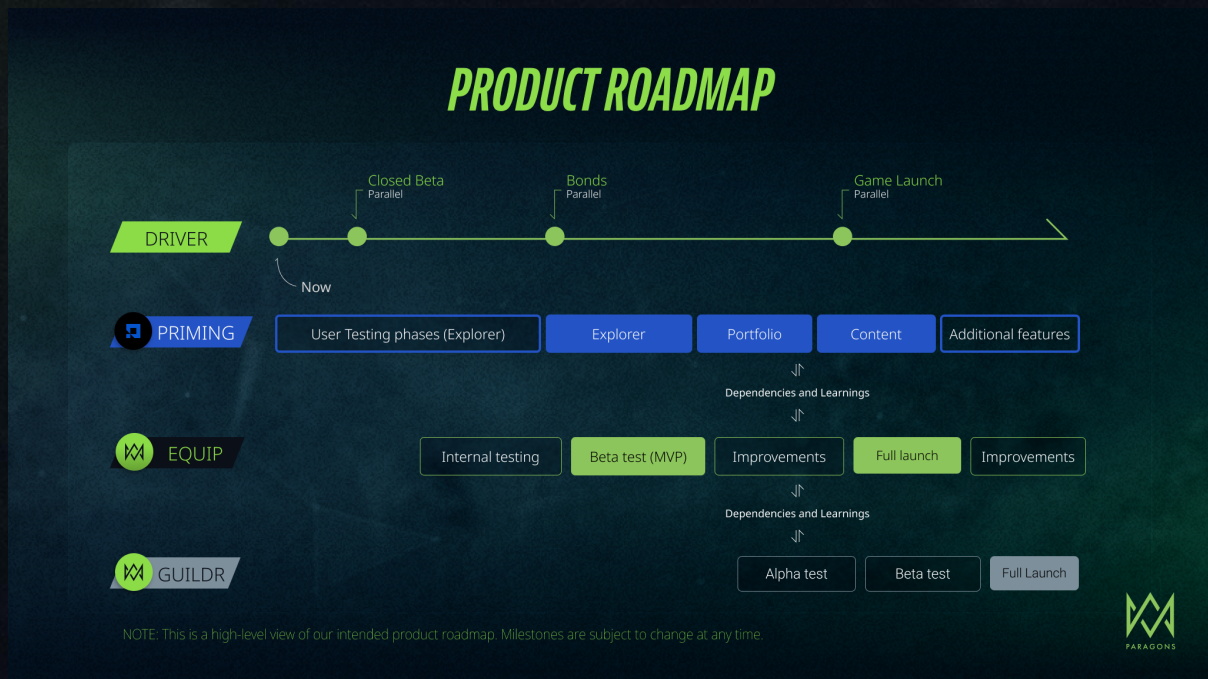 PRODUCT ROADMAP
Closed Beta
Parallel
Bonds
Parallel
Game Launch
Parallel
DRIVER
Now
PRIMING
User Testing phases (Explorer)
Explorer
Portfolio
Content
Additional features
Dependencies and Learnings
EQUIP
Internal testing
Beta test (MVP)
Improvements
Full launch
Improvements
Dependencies and Learnings
GUILDR
Alpha test
Beta test
Full Launch
NOTE: This is a high-level view of our intended product roadmap. Milestones are subject to change at any time.
PARAGONS